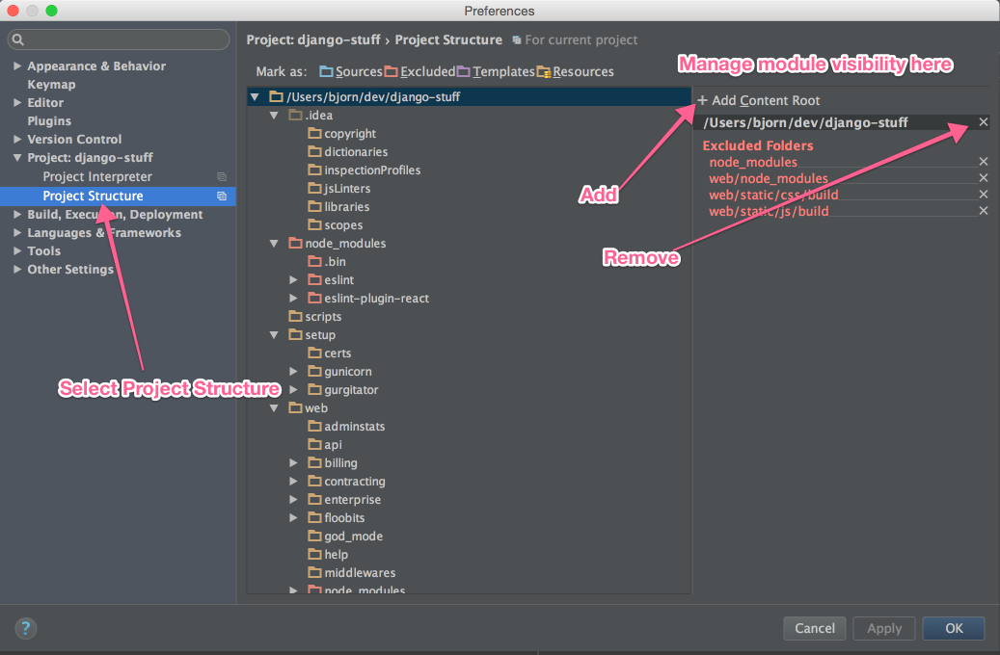 Preferences
Project: django-stuff › Project Structure For current project
Appearance & Behavior
Keymap
Editor
Plugins
Version Control
Project: django-stuff
Project Interpreter
Project Structure
Build, Execution, Deployment
Languages & Frameworks
Tools
Other Settings
Select Project Structure
Mark as: Sources Excluded Templates Resources
/Users/bjorn/dev/django-stuff
.idea
copyright
dictionaries
inspectionProfiles
jsLinters
libraries
scopes
node_modules
.bin
eslint
eslint-plugin-react
scripts
setup
certs
gunicorn
gurgitator
web
adminstats
api
billing
contracting
enterprise
floobits
god_mode
help
middlewares
node_modules
Manage module visibility here
+ Add Content Root
/Users/bjorn/dev/django-stuff
Excluded Folders
node_modules
web/node_modules
web/static/css/build
web/static/js/build
Add
Remove
?
Cancel
Apply
OK